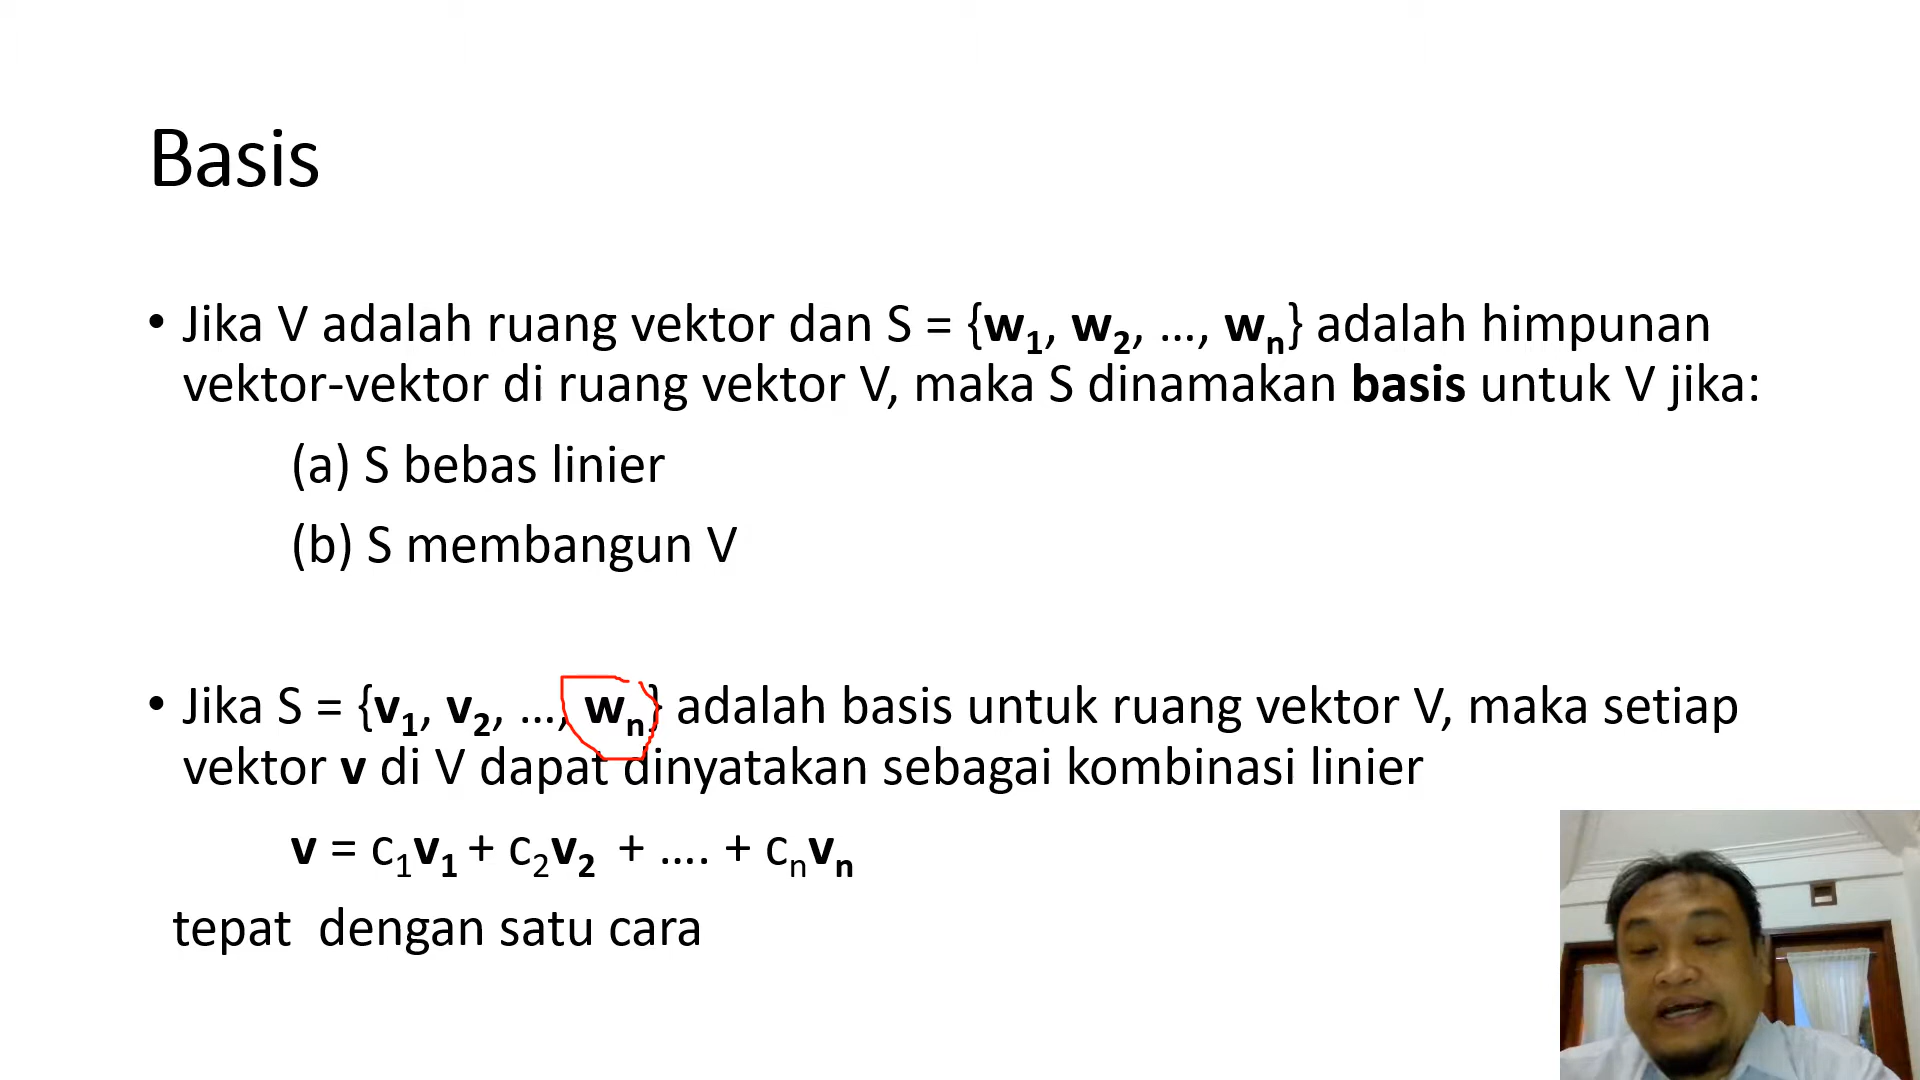 Basis
• Jika V adalah ruang vektor dan S = {w₁, w₂, ..., wₙ} adalah himpunan
vektor-vektor di ruang vektor V, maka S dinamakan basis untuk V jika:
(a) S bebas linier
(b) S membangun V
• Jika S = {v₁, v₂, ..., wₙ} adalah basis untuk ruang vektor V, maka setiap
vektor v di V dapat dinyatakan sebagai kombinasi linier
v = c₁v₁ + c₂v₂ + .... + cₙvₙ
tepat dengan satu cara